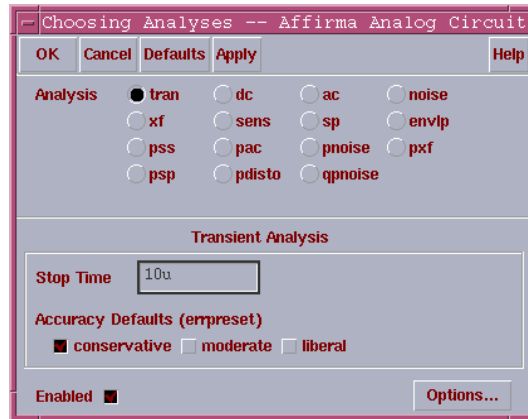 Choosing Analyses -- Affirma Analog Circuit
OK Cancel Defaults Apply Help
Analysis tran dc ac noise
xf sens sp envlp
pss pac pnoise pxf
psp pdisto qpnoise
Transient Analysis
Stop Time 10u
Accuracy Defaults (errpreset)
conservative moderate liberal
Enabled Options...